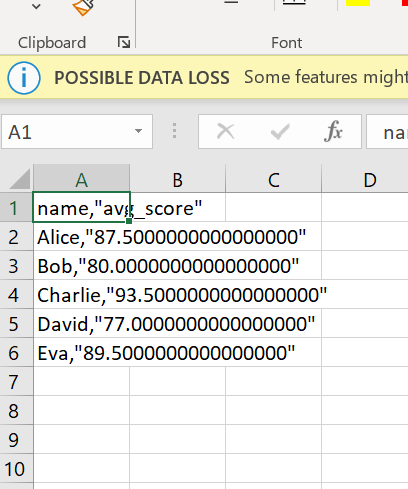 Clipboard
Font
POSSIBLE DATA LOSS Some features might
A1
fx
A B C D
1 name,"avg_score"
2 Alice,"87.5000000000000000"
3 Bob,"80.0000000000000000"
4 Charlie,"93.5000000000000000"
5 David,"77.0000000000000000"
6 Eva,"89.5000000000000000"
7
8
9
10